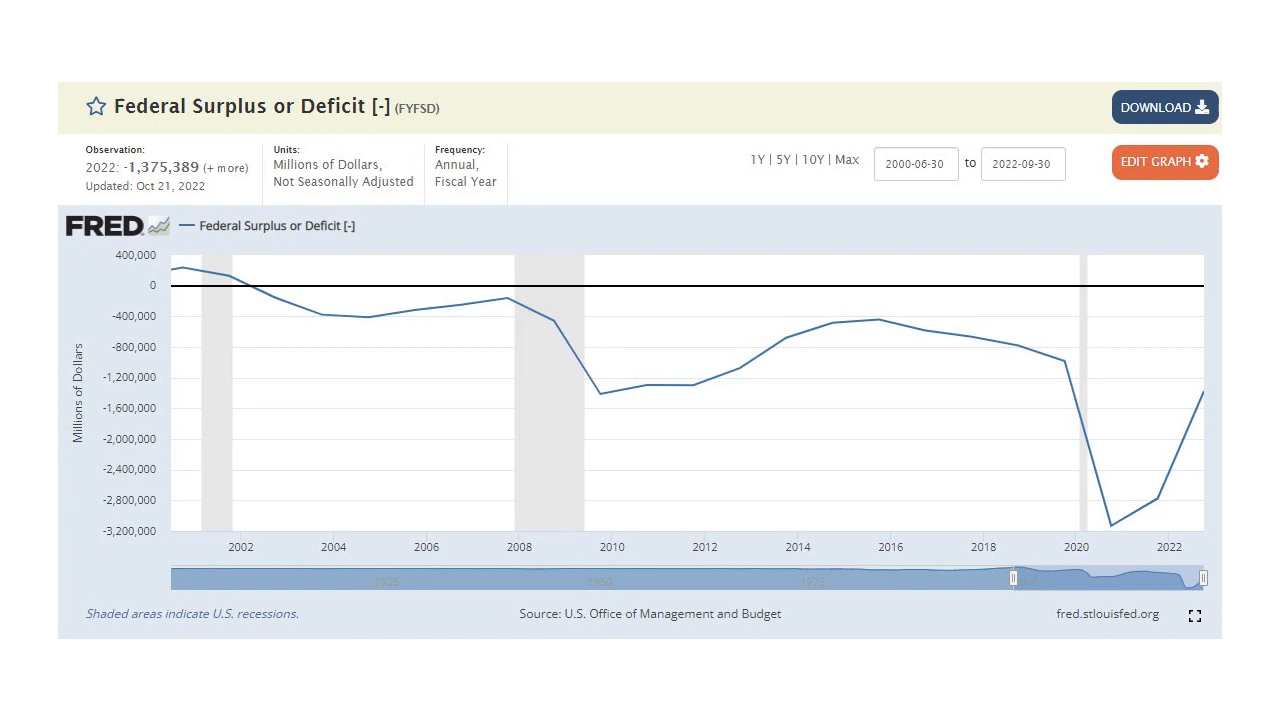 Federal Surplus or Deficit [-] (FYFSD)
DOWNLOAD
Observation:
2022: -1,375,389 (+ more)
Updated: Oct 21, 2022
Units:
Millions of Dollars,
Not Seasonally Adjusted
Frequency:
Annual,
Fiscal Year
1Y | 5Y | 10Y | Max
2000-06-30 to 2022-09-30
EDIT GRAPH
FRED
Federal Surplus or Deficit [-]
Millions of Dollars
400,000
0
-400,000
-800,000
-1,200,000
-1,600,000
-2,000,000
-2,400,000
-2,800,000
-3,200,000
2002 2004 2006 2008 2010 2012 2014 2016 2018 2020 2022
1925 1950 1975
Shaded areas indicate U.S. recessions.
Source: U.S. Office of Management and Budget
fred.stlouisfed.org